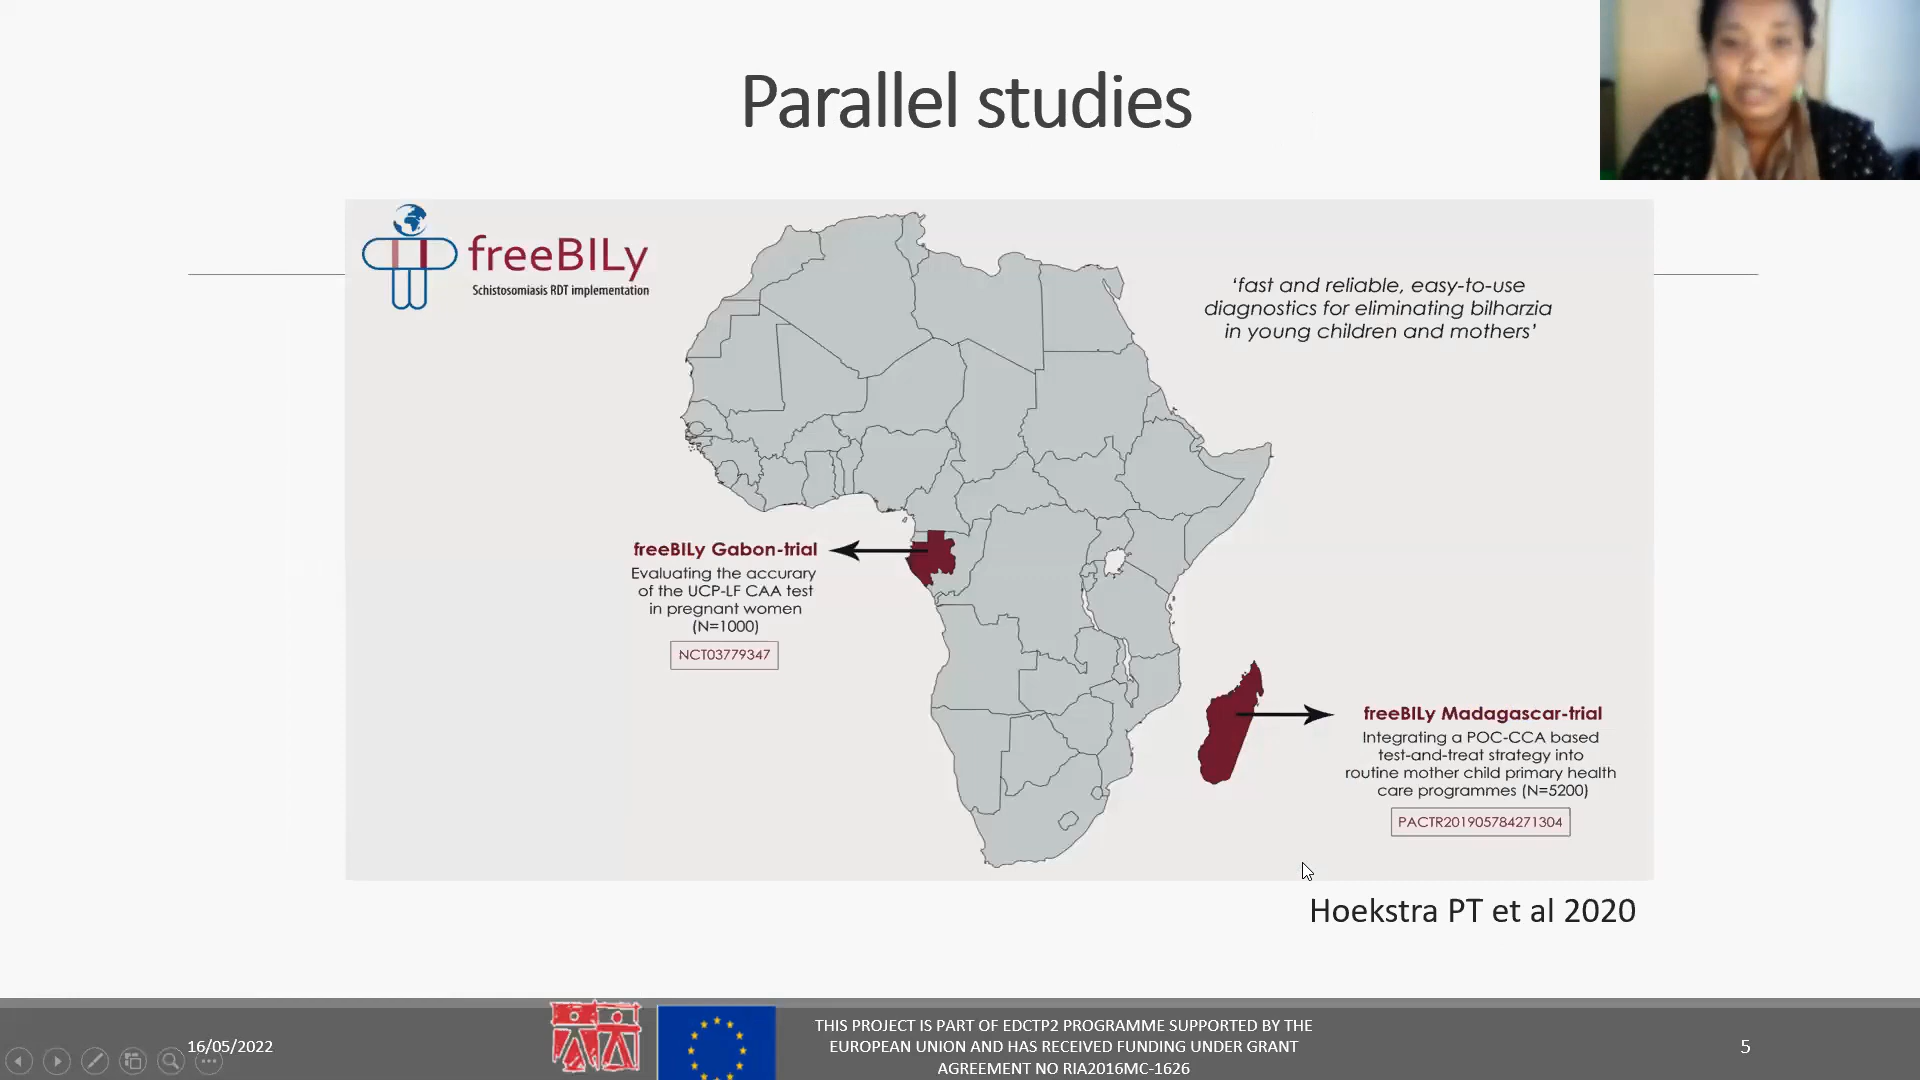 Parallel studies
freeBILy
Schistosomiasis RDT implementation
‘fast and reliable, easy-to-use
diagnostics for eliminating bilharzia
in young children and mothers’
freeBILy Gabon-trial
Evaluating the accurary
of the UCP-LF CAA test
in pregnant women
(N=1000)
NCT03779347
freeBILy Madagascar-trial
Integrating a POC-CCA based
test-and-treat strategy into
routine mother child primary health
care programmes (N=5200)
PACTR201905784271304
Hoekstra PT et al 2020
16/05/2022
THIS PROJECT IS PART OF EDCTP2 PROGRAMME SUPPORTED BY THE
EUROPEAN UNION AND HAS RECEIVED FUNDING UNDER GRANT
AGREEMENT NO RIA2016MC-1626
5